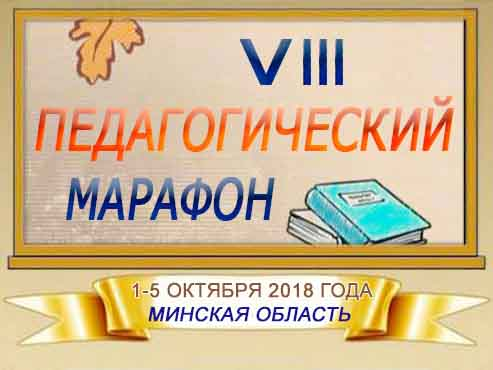 VIII
ПЕДАГОГИЧЕСКИЙ
МАРАФОН
1-5 ОКТЯБРЯ 2018 ГОДА
МИНСКАЯ ОБЛАСТЬ